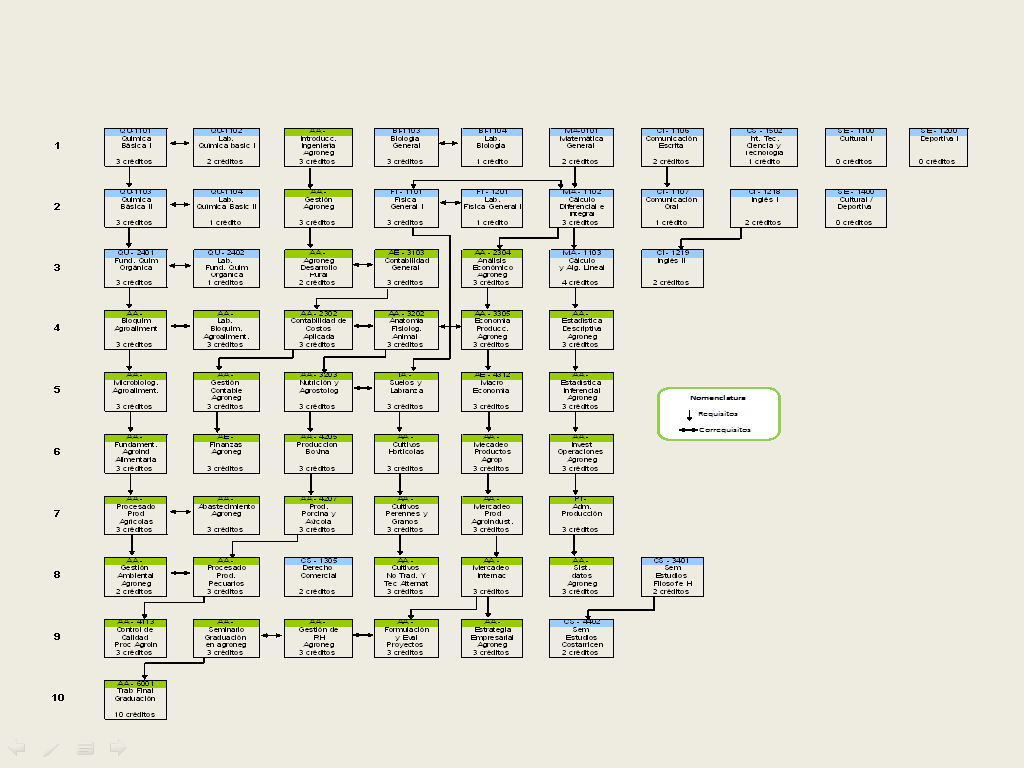 1
QU-1101
Química
Básica I
3 créditos
QU-1102
Lab.
Química basic I
2 créditos
AA-
Introducc.
Ingeniería
Agroneg
3 créditos
BI-1103
Biología
General
3 créditos
BI-1104
Lab.
Biología
1 crédito
MA-0101
Matemática
General
2 créditos
CI - 1106
Comunicación
Escrita
2 créditos
CS - 1502
Int. Tec.
Ciencia y
Tecnología
1 crédito
SE - 1100
Cultural I
0 créditos
SE - 1200
Deportiva I
0 créditos
2
QU-1103
Química
Básica II
3 créditos
QU-1104
Lab.
Química Basic II
1 crédito
AA-
Gestión
Agroneg
3 créditos
FI - 1101
Física
General I
3 créditos
FI - 1201
Lab.
Física General I
1 crédito
MA - 1102
Cálculo
Diferencial e
Integral
3 créditos
CI - 1107
Comunicación
Oral
1 crédito
CI - 1218
Inglés I
2 créditos
SE - 1400
Cultural /
Deportiva
0 créditos
3
QU - 2401
Fund. Quim
Orgánica
3 créditos
QU - 2402
Lab.
Fund. Quim
Orgánica
1 créditos
AA-
Agroneg
Desarrollo
Rural
2 créditos
AE - 3103
Contabilidad
General
3 créditos
AA - 2304
Análisis
Económico
Agroneg
3 créditos
MA - 1103
Cálculo
y Alg. Lineal
4 créditos
CI - 1219
Inglés II
2 créditos
4
AA-
Bioquim
Agroaliment
3 créditos
AA-
Lab.
Bioquim.
Agroaliment.
3 créditos
AA - 2302
Contabilidad de
Costos
Aplicada
3 créditos
AA - 3202
Anatomía
Fisiolog.
Animal
3 créditos
AA - 3305
Economía
Producc.
Agroneg
3 créditos
AA-
Estadística
Descriptiva
Agroneg
3 créditos
5
AA-
Microbiolog.
Agroaliment.
3 créditos
AA-
Gestión
Contable
Agroneg
3 créditos
AA - 3203
Nutrición y
Agrostolog
3 créditos
IA -
Suelos y
Labranza
3 créditos
AE - 4312
Macro
Economía
3 créditos
AA-
Estadística
Inferencial
Agroneg
3 créditos
Nomenclatura
Requisitos
Correquisitos
6
AA-
Fundament.
Agroind
Alimentaria
3 créditos
AE-
Finanzas
Agroneg
3 créditos
AA - 4205
Producción
Bovina
3 créditos
AA-
Cultivos
Hortícolas
3 créditos
AA-
Mecadeo
Productos
Agrop
3 créditos
AA-
Invest
Operaciones
Agroneg
3 créditos
7
AA-
Procesado
Prod
Agrícolas
3 créditos
AA-
Abastecimiento
Agroneg
3 créditos
AA - 4207
Prod.
Porcina y
Avícola
3 créditos
AA-
Cultivos
Perennes y
Granos
3 créditos
AA-
Mercadeo
Prod
Agroindust.
3 créditos
PI -
Adm.
Producción
3 créditos
8
AA-
Gestión
Ambiental
Agroneg
2 créditos
AA-
Procesado
Prod.
Pecuarios
3 créditos
CS - 1305
Derecho
Comercial
2 créditos
AA-
Cultivos
No Trad. Y
Tec Alternat
3 créditos
AA-
Mercadeo
Internac
3 créditos
AA-
Sist.
datos
Agroneg
3 créditos
CS - 3401
Sem
Estudios
Filosofe H
2 créditos
9
AA - 4113
Control de
Calidad
Proc Agroin
3 créditos
AA-
Seminario
Graduación
en agroneg
3 créditos
AA-
Gestión de
RH
Agroneg
3 créditos
AA-
Formulación
y Eval
Proyectos
3 créditos
AA-
Estrategia
Empresarial
Agroneg
3 créditos
CS - 4402
Sem
Estudios
Costarricen
2 créditos
10
AA - 6001
Trab Final
Graduación
10 créditos